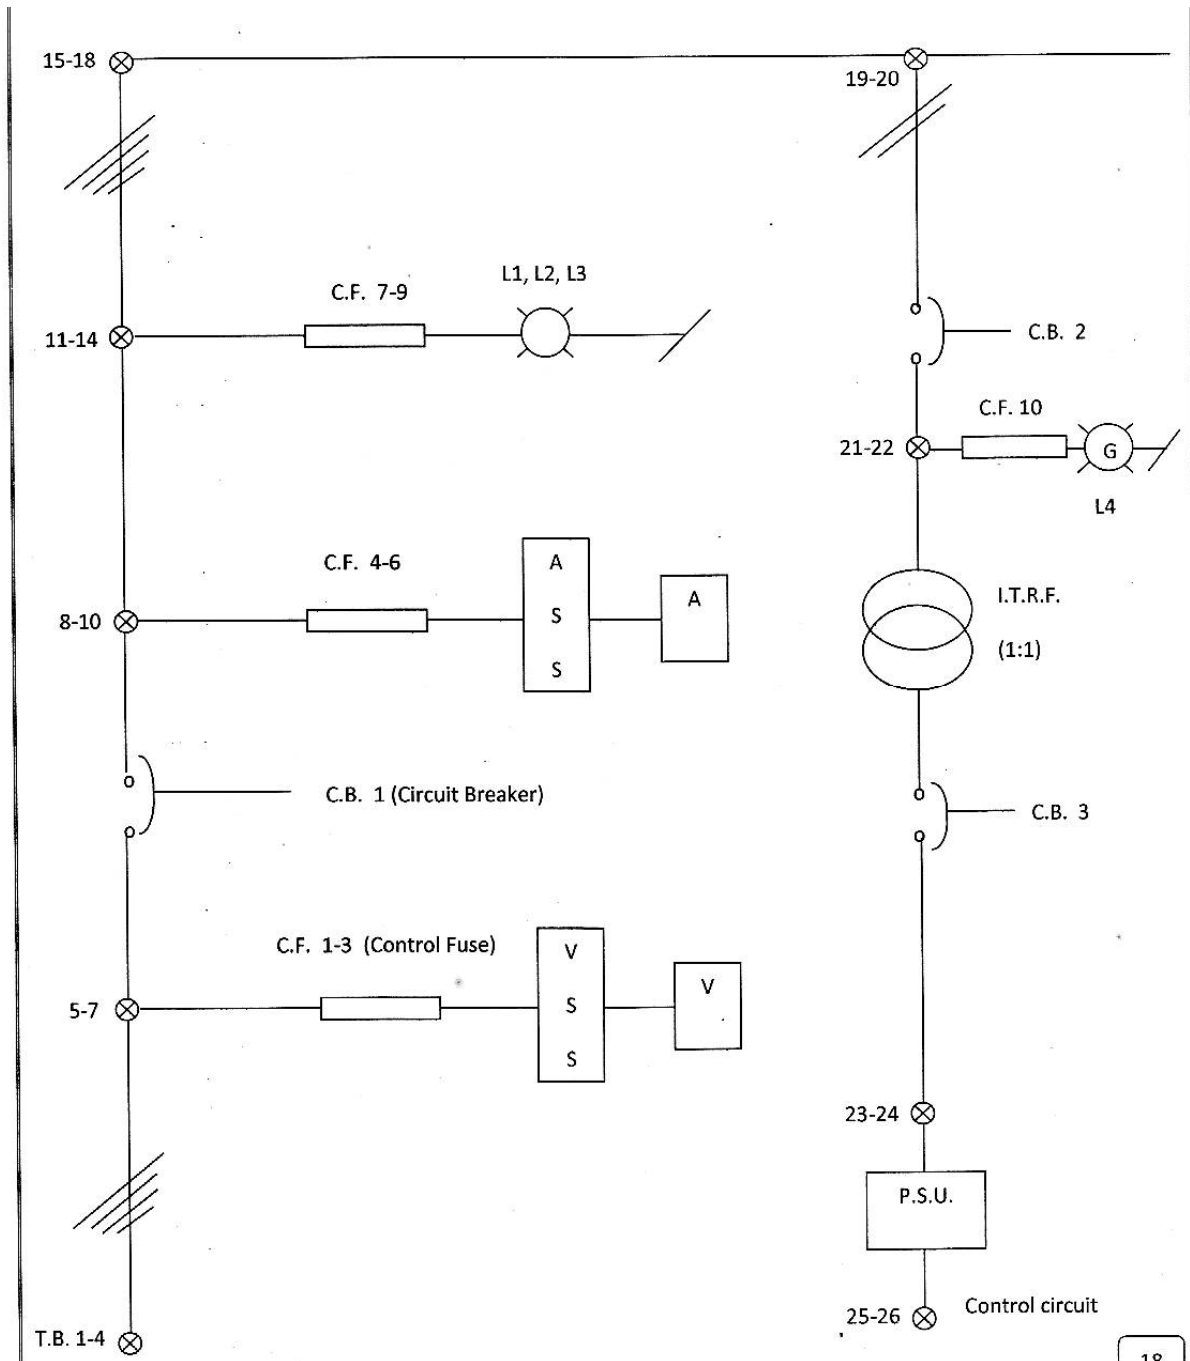 15-18
19-20
L1, L2, L3
C.F. 7-9
11-14
C.B. 2
C.F. 10
21-22
G
L4
C.F. 4-6
A
S
S
A
8-10
I.T.R.F.
(1:1)
C.B. 1 (Circuit Breaker)
C.B. 3
C.F. 1-3 (Control Fuse)
V
S
S
V
5-7
23-24
P.S.U.
25-26
Control circuit
T.B. 1-4
18